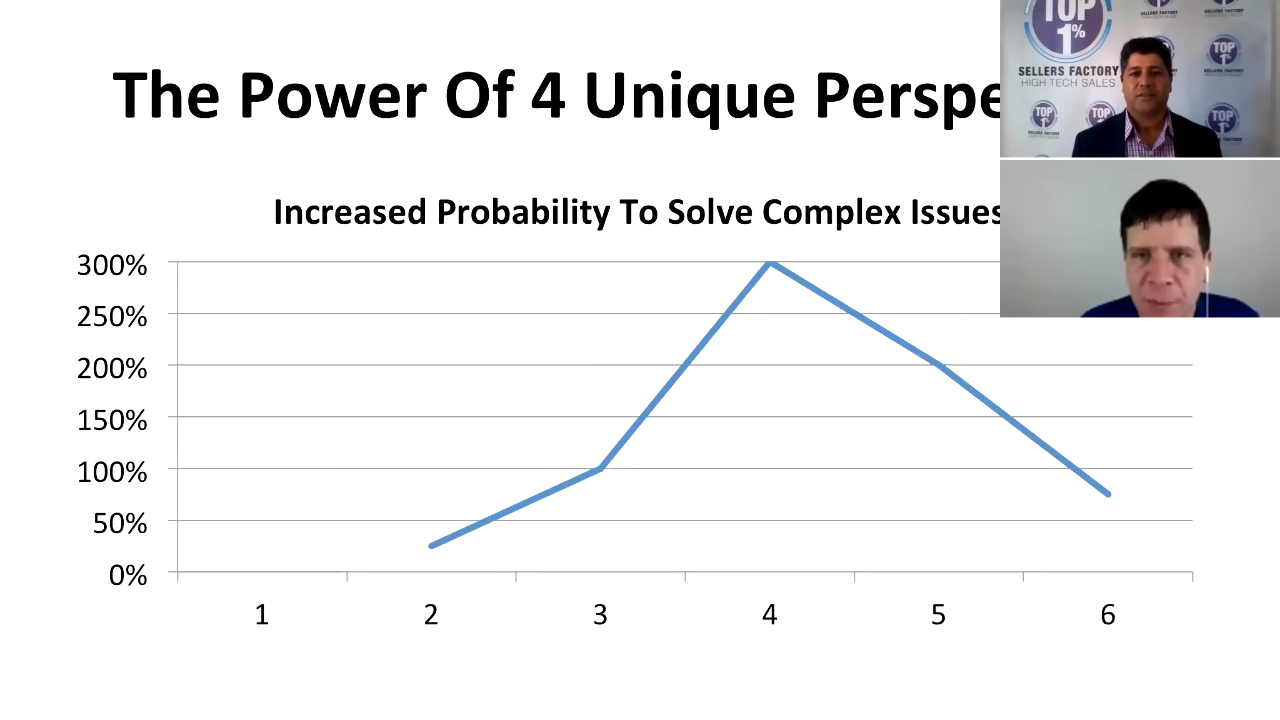 The Power Of 4 Unique Perspe
Increased Probability To Solve Complex Issues
300%
250%
200%
150%
100%
50%
0%
1 2 3 4 5 6
TOP
1%
SELLERS FACTORY
HIGH TECH SALES